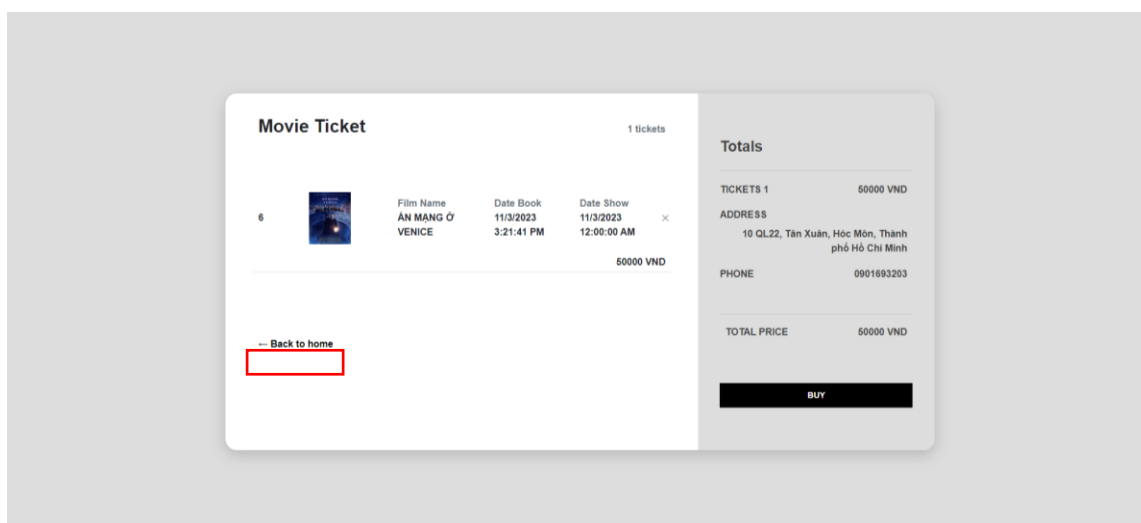 Movie Ticket
1 tickets
6
Film Name
ÁN MẠNG Ở
VENICE
Date Book
11/3/2023
3:21:41 PM
Date Show
11/3/2023
12:00:00 AM
×
50000 VND
← Back to home
Totals
TICKETS 1 50000 VND
ADDRESS
10 QL22, Tân Xuân, Hóc Môn, Thành
phố Hồ Chí Minh
PHONE 0901693203
TOTAL PRICE 50000 VND
BUY